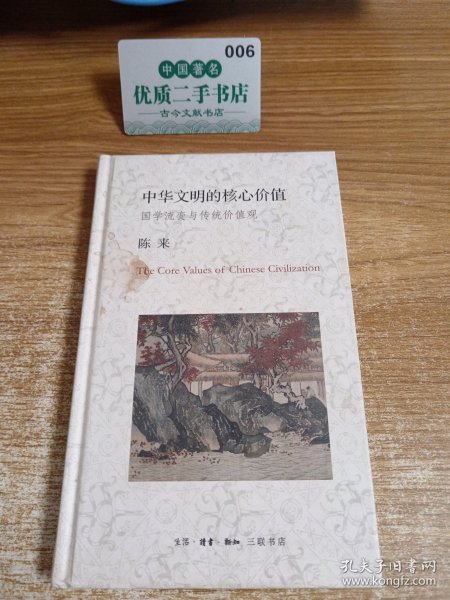 006
中国著名
优质二手书店
古今文献书店
中华文明的核心价值
国学流变与传统价值观
陈来
The Core Values of Chinese Civilization
生活·读书·新知 三联书店
孔夫子旧书网
www.kongfz.com